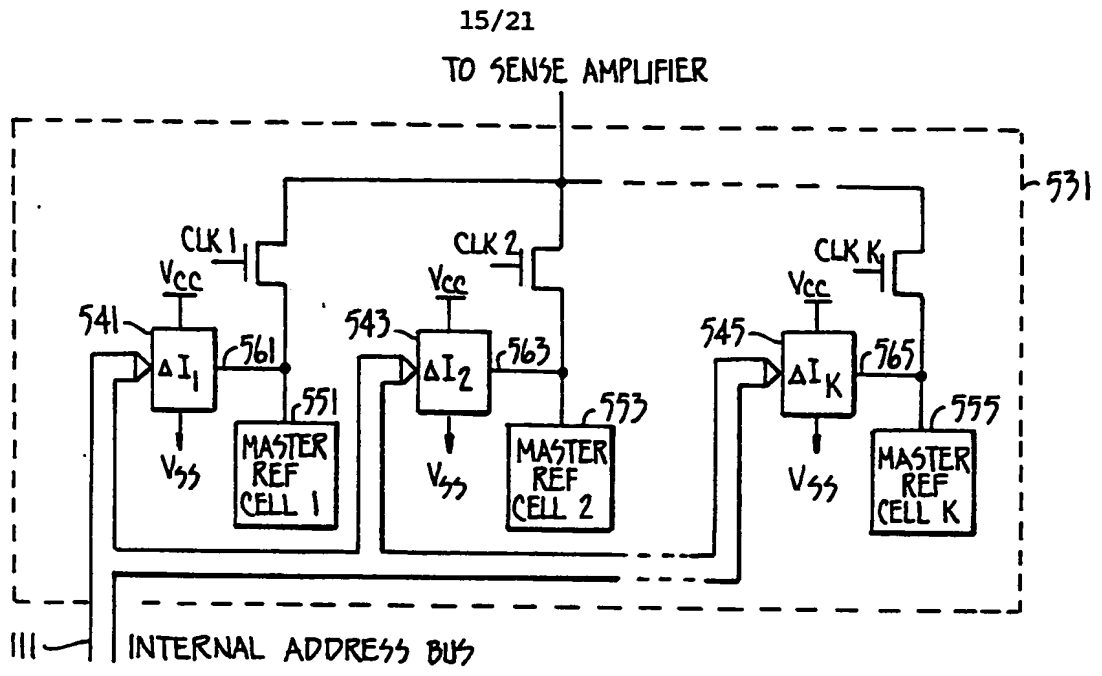 15/21
TO SENSE AMPLIFIER
531
CLK 1
CLK 2
CLK K
VCC
VCC
VCC
541
543
545
ΔI1
561
ΔI2
563
ΔIK
565
551
553
555
VSS
VSS
VSS
MASTER
REF
CELL 1
MASTER
REF
CELL 2
MASTER
REF
CELL K
111
INTERNAL ADDRESS BUS